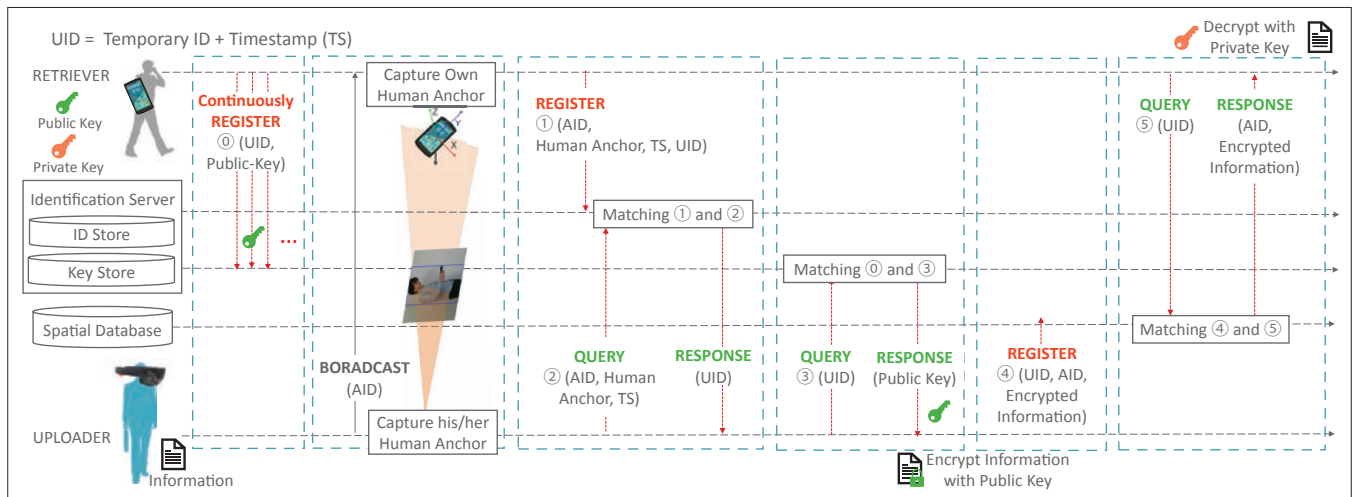 UID = Temporary ID + Timestamp (TS)
Decrypt with
Private Key
RETRIEVER
Public Key
Private Key
Continuously
REGISTER
⓪ (UID,
Public-Key)
Capture Own
Human Anchor
Z
Y
X
REGISTER
① (AID,
Human Anchor, TS, UID)
QUERY
⑤ (UID)
RESPONSE
(AID,
Encrypted
Information)
Identification Server
ID Store
Key Store
...
Matching ① and ②
Matching ⓪ and ③
Spatial Database
Matching ④ and ⑤
BORADCAST
(AID)
QUERY
② (AID, Human
Anchor, TS)
RESPONSE
(UID)
QUERY
③ (UID)
RESPONSE
(Public Key)
REGISTER
④ (UID, AID,
Encrypted
Information)
Capture his/her
Human Anchor
UPLOADER
Information
Encrypt Information
with Public Key